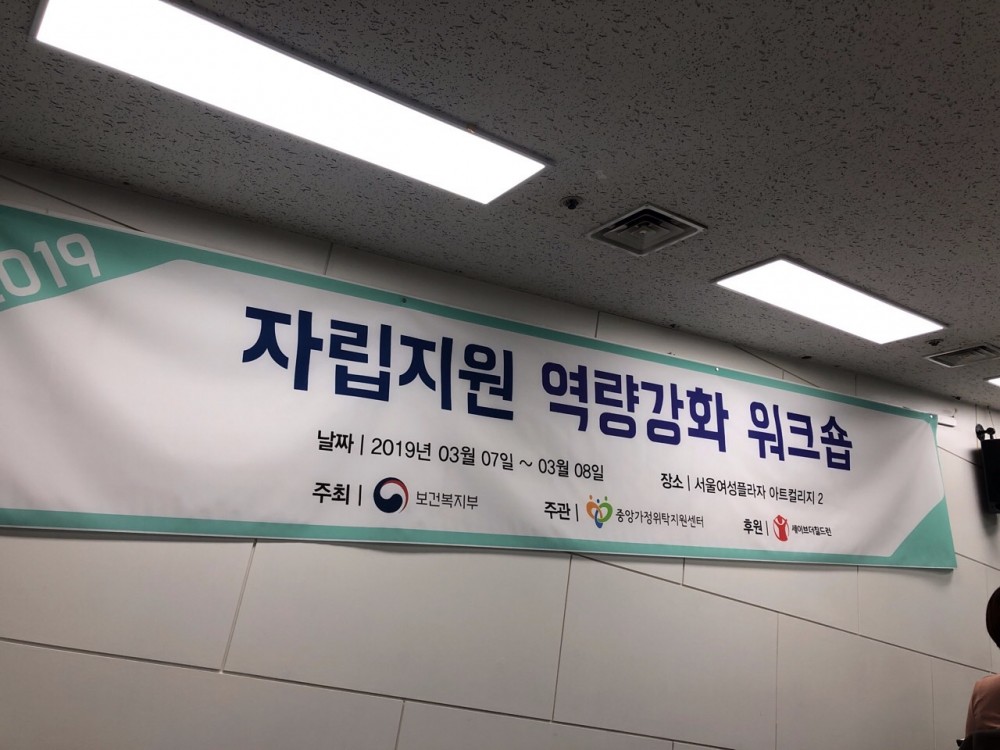 2019
자립지원 역량강화 워크숍
날짜 | 2019년 03월 07일 ~ 03월 08일
장소 | 서울여성플라자 아트컬리지 2
주최 | 보건복지부
주관 | 중앙가정위탁지원센터
후원 | 세이브더칠드런